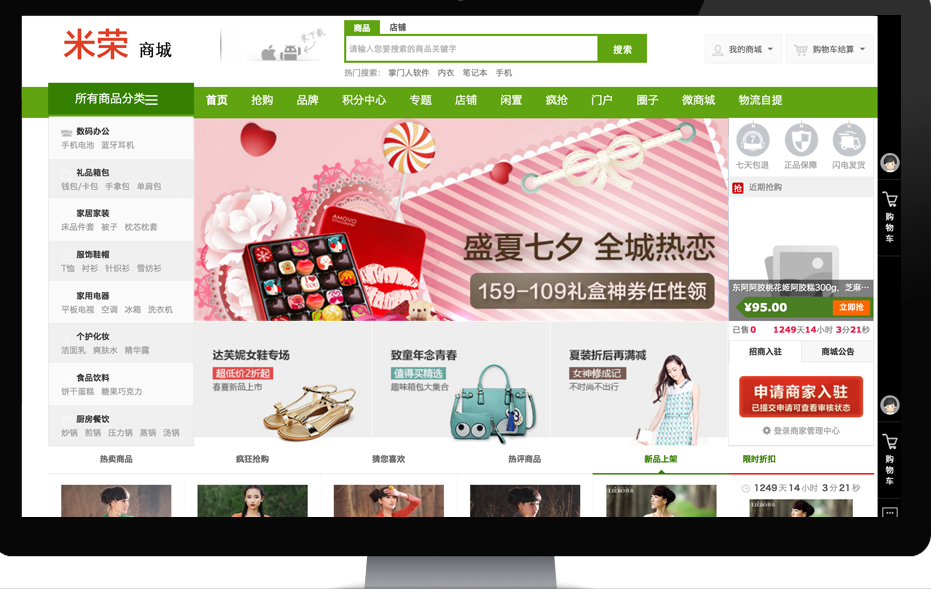 米荣 商城
来下载
商品 店铺
请输入您要搜索的商品关键字
搜索
热门搜索: 掌门人软件 内衣 笔记本 手机
我的商城
购物车结算
所有商品分类
首页 抢购 品牌 积分中心 专题 店铺 闲置 疯抢 门户 圈子 微商城 物流自提
数码办公
手机电池 蓝牙耳机
礼品箱包
钱包/卡包 手拿包 单肩包
家居家装
床品件套 被子 枕芯枕套
服饰鞋帽
T恤 衬衫 针织衫 雪纺衫
家用电器
平板电视 空调 冰箱 洗衣机
个护化妆
洁面乳 爽肤水 精华露
食品饮料
饼干蛋糕 糖果巧克力
厨房餐饮
炒锅 煎锅 压力锅 蒸锅 汤锅
AMOVO
盛夏七夕 全城热恋
159-109礼盒神券任性领
达芙妮女鞋专场
超低价2折起
春夏新品上市
致童年念青春
值得买精选
趣味箱包大集合
夏装折后再满减
女神修成记
不时尚不出行
7
七天包退 正品保障 闪电发货
抢 近期抢购
东阿阿胶桃花姬阿胶糕300g，芝麻…
¥95.00
立即抢
已售0 1249天14小时 3分21秒
招商入驻 商城公告
申请商家入驻
已提交申请可查看审核状态
登录商家管理中心
热卖商品 疯狂抢购 猜您喜欢 热评商品 新品上架 限时折扣
1249天14小时 3分21秒
购物车
购物车